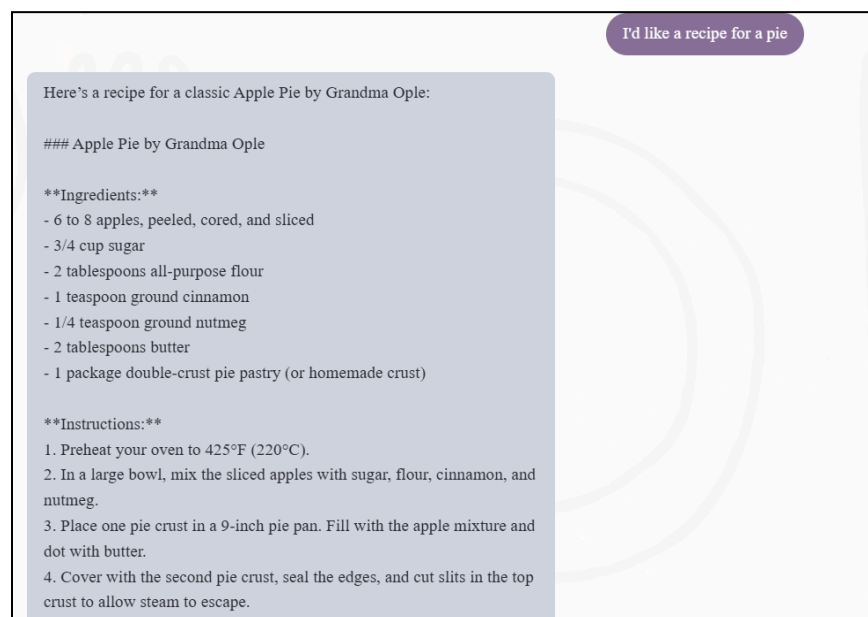 I'd like a recipe for a pie
Here's a recipe for a classic Apple Pie by Grandma Ople:
### Apple Pie by Grandma Ople
**Ingredients:**
- 6 to 8 apples, peeled, cored, and sliced
- 3/4 cup sugar
- 2 tablespoons all-purpose flour
- 1 teaspoon ground cinnamon
- 1/4 teaspoon ground nutmeg
- 2 tablespoons butter
- 1 package double-crust pie pastry (or homemade crust)
**Instructions:**
1. Preheat your oven to 425°F (220°C).
2. In a large bowl, mix the sliced apples with sugar, flour, cinnamon, and
nutmeg.
3. Place one pie crust in a 9-inch pie pan. Fill with the apple mixture and
dot with butter.
4. Cover with the second pie crust, seal the edges, and cut slits in the top
crust to allow steam to escape.